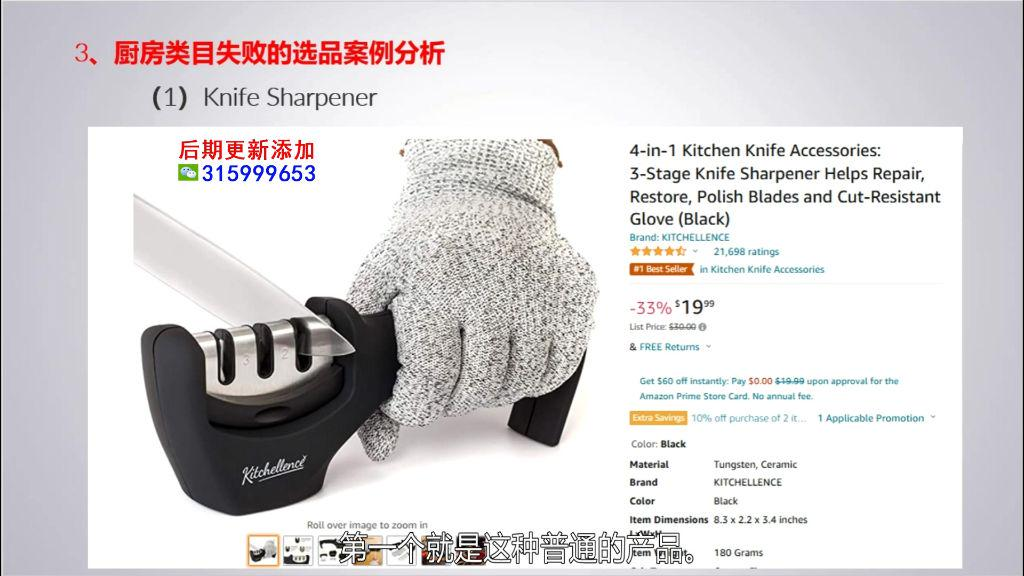 3、厨房类目失败的选品案例分析
（1）Knife Sharpener
后期更新添加
315999653
4-in-1 Kitchen Knife Accessories:
3-Stage Knife Sharpener Helps Repair,
Restore, Polish Blades and Cut-Resistant
Glove (Black)
Brand: KITCHELLENCE
21,698 ratings
#1 Best Seller in Kitchen Knife Accessories
-33% $19⁹⁹
List Price: $30.00
& FREE Returns
Get $60 off instantly: Pay $0.00 $19.99 upon approval for the
Amazon Prime Store Card. No annual fee.
Extra Savings 10% off purchase of 2 it… 1 Applicable Promotion
Color: Black
Material Tungsten, Ceramic
Brand KITCHELLENCE
Color Black
Item Dimensions 8.3 x 2.2 x 3.4 inches
180 Grams
3 2
Kitchellence
Roll over image to zoom in
第一个就是这种普通的产品。